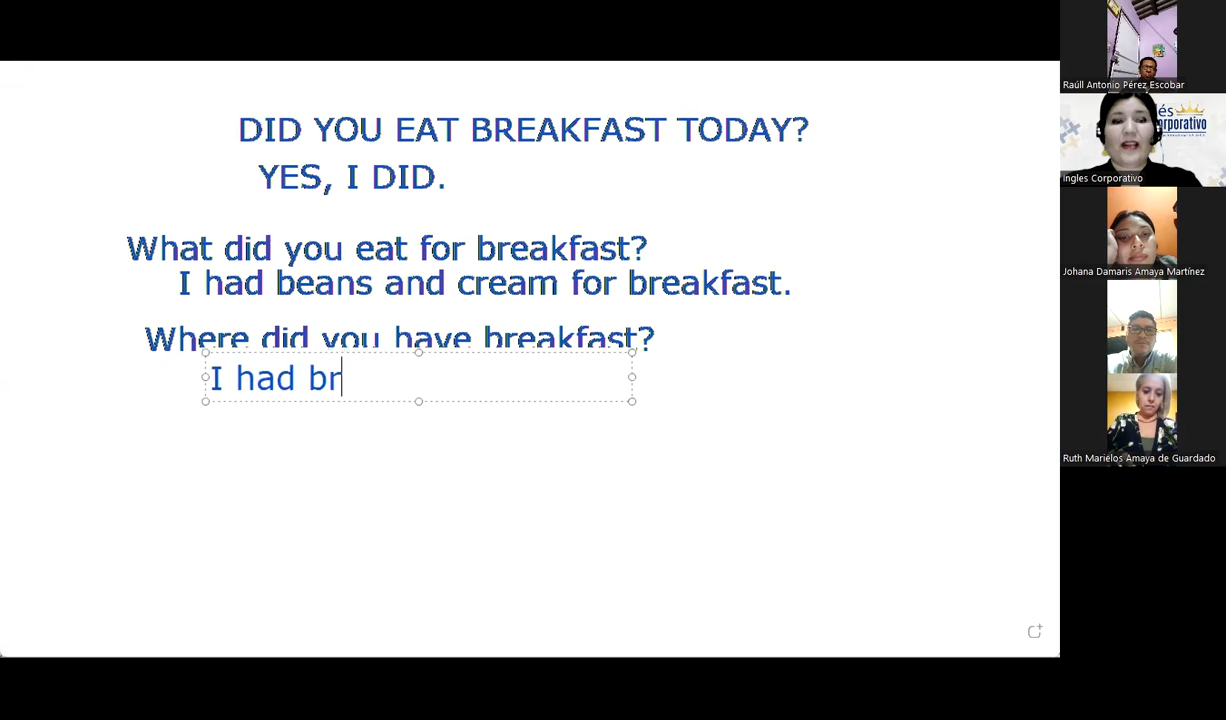 DID YOU EAT BREAKFAST TODAY?
YES, I DID.
What did you eat for breakfast?
I had beans and cream for breakfast.
Where did you have breakfast?
I had br
Raúll Antonio Pérez Escobar
és
orporativo
Ingles Corporativo
Johana Damaris Amaya Martínez
Ruth Marielos Amaya de Guardado